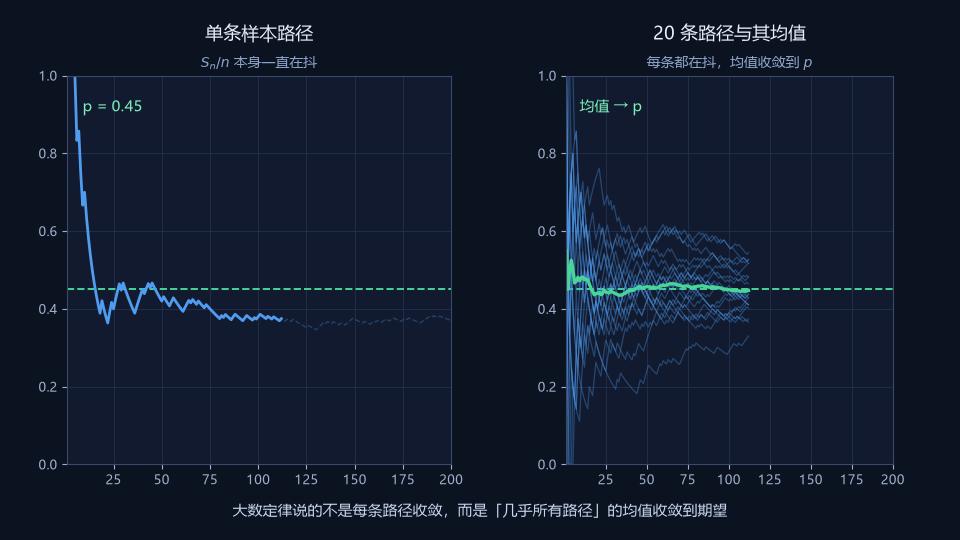 单条样本路径
Sₙ/n 本身一直在抖
1.0
0.8
0.6
0.4
0.2
0.0
p = 0.45
25 50 75 100 125 150 175 200
20 条路径与其均值
每条都在抖，均值收敛到 p
1.0
0.8
0.6
0.4
0.2
0.0
均值 → p
25 50 75 100 125 150 175 200
大数定律说的不是每条路径收敛，而是「几乎所有路径」的均值收敛到期望